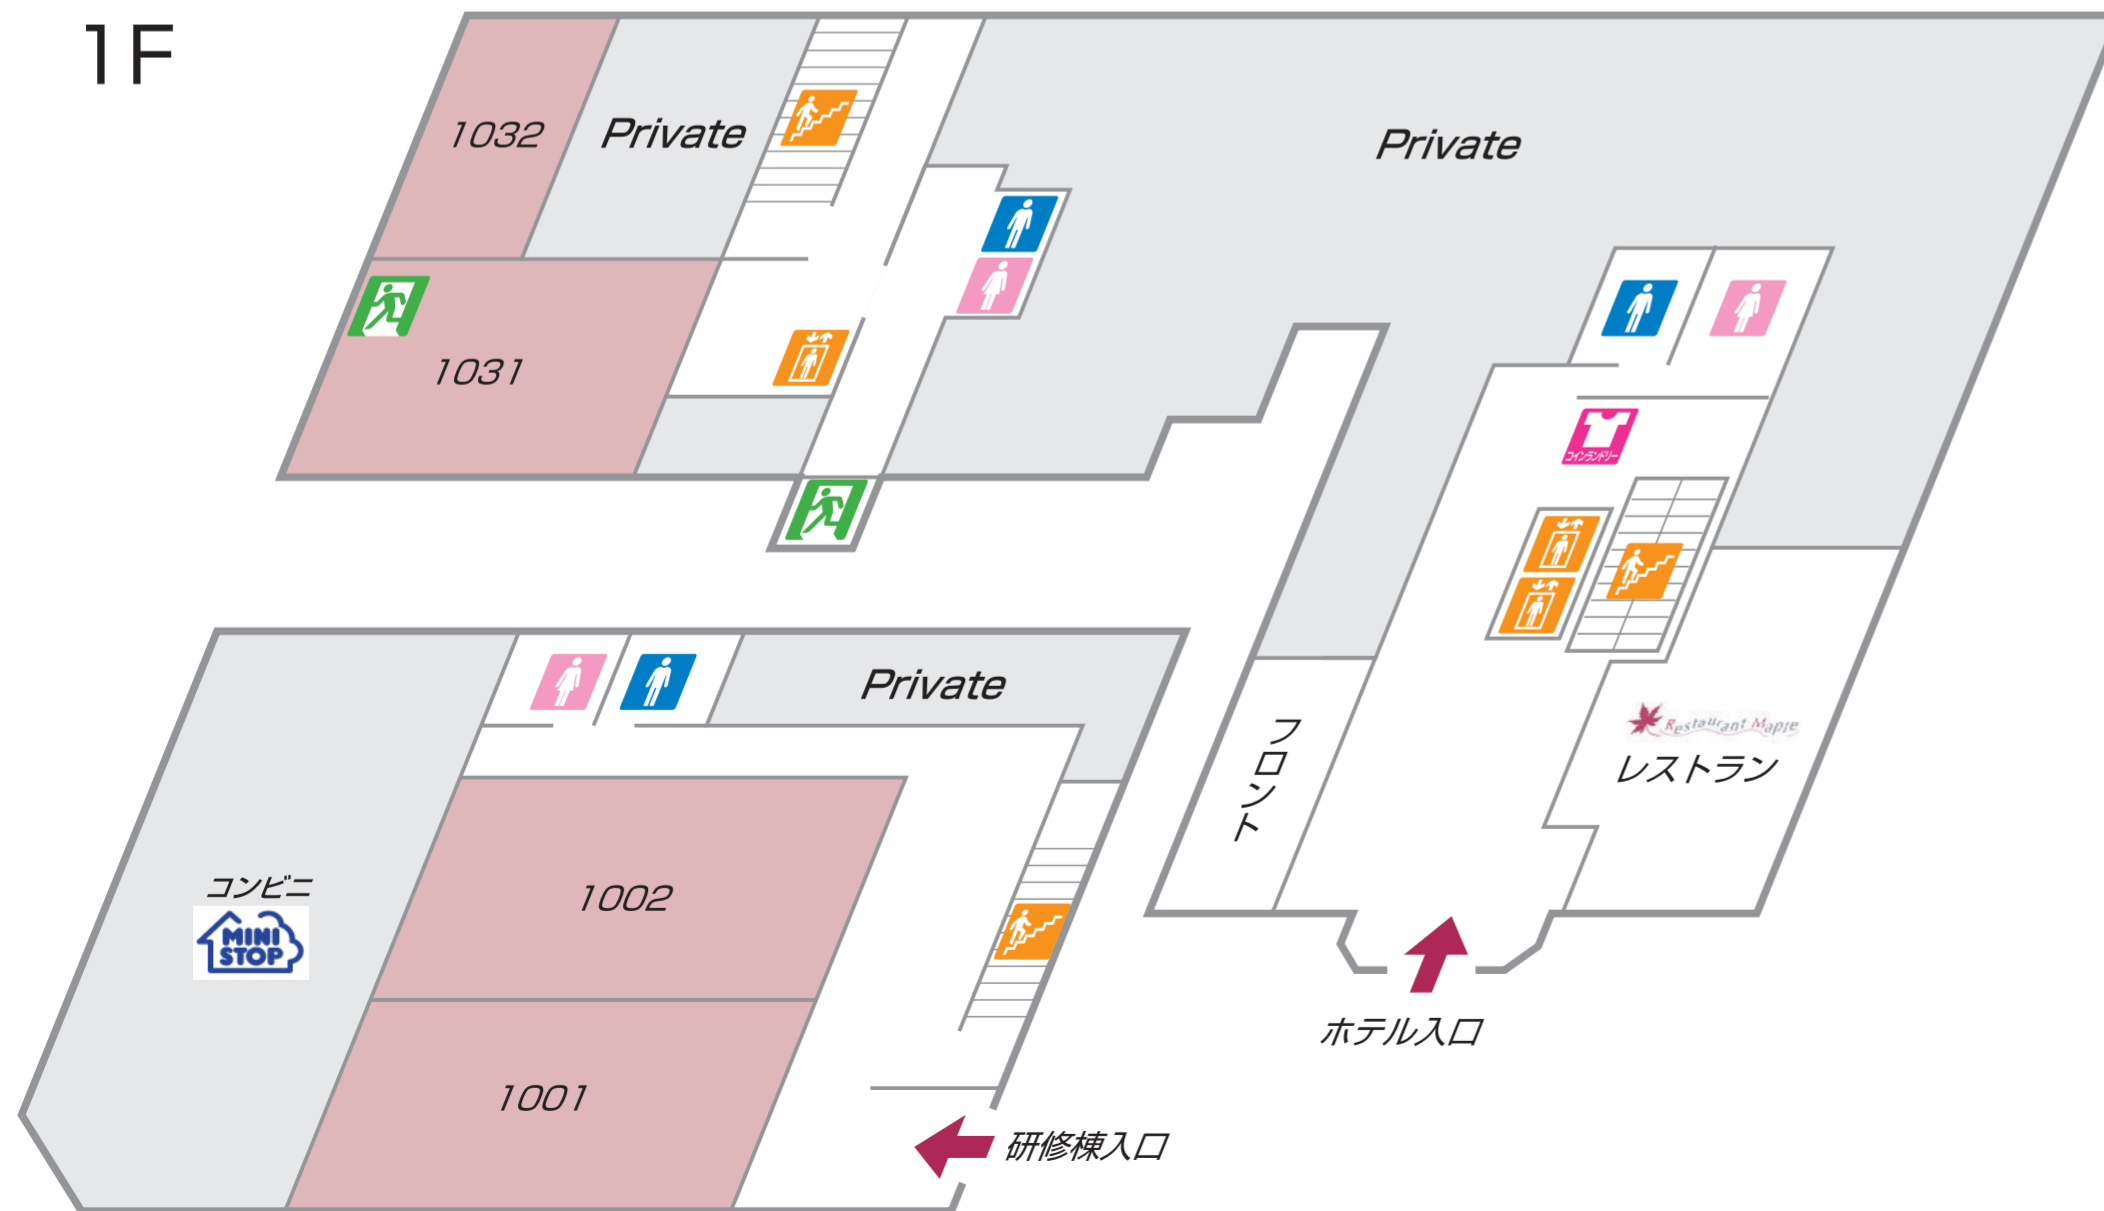 1F
1032
Private
Private
1031
コインランドリー
Private
フロント
Restaurant Maple
レストラン
コンビニ
MINI
STOP
1002
1001
ホテル入口
研修棟入口